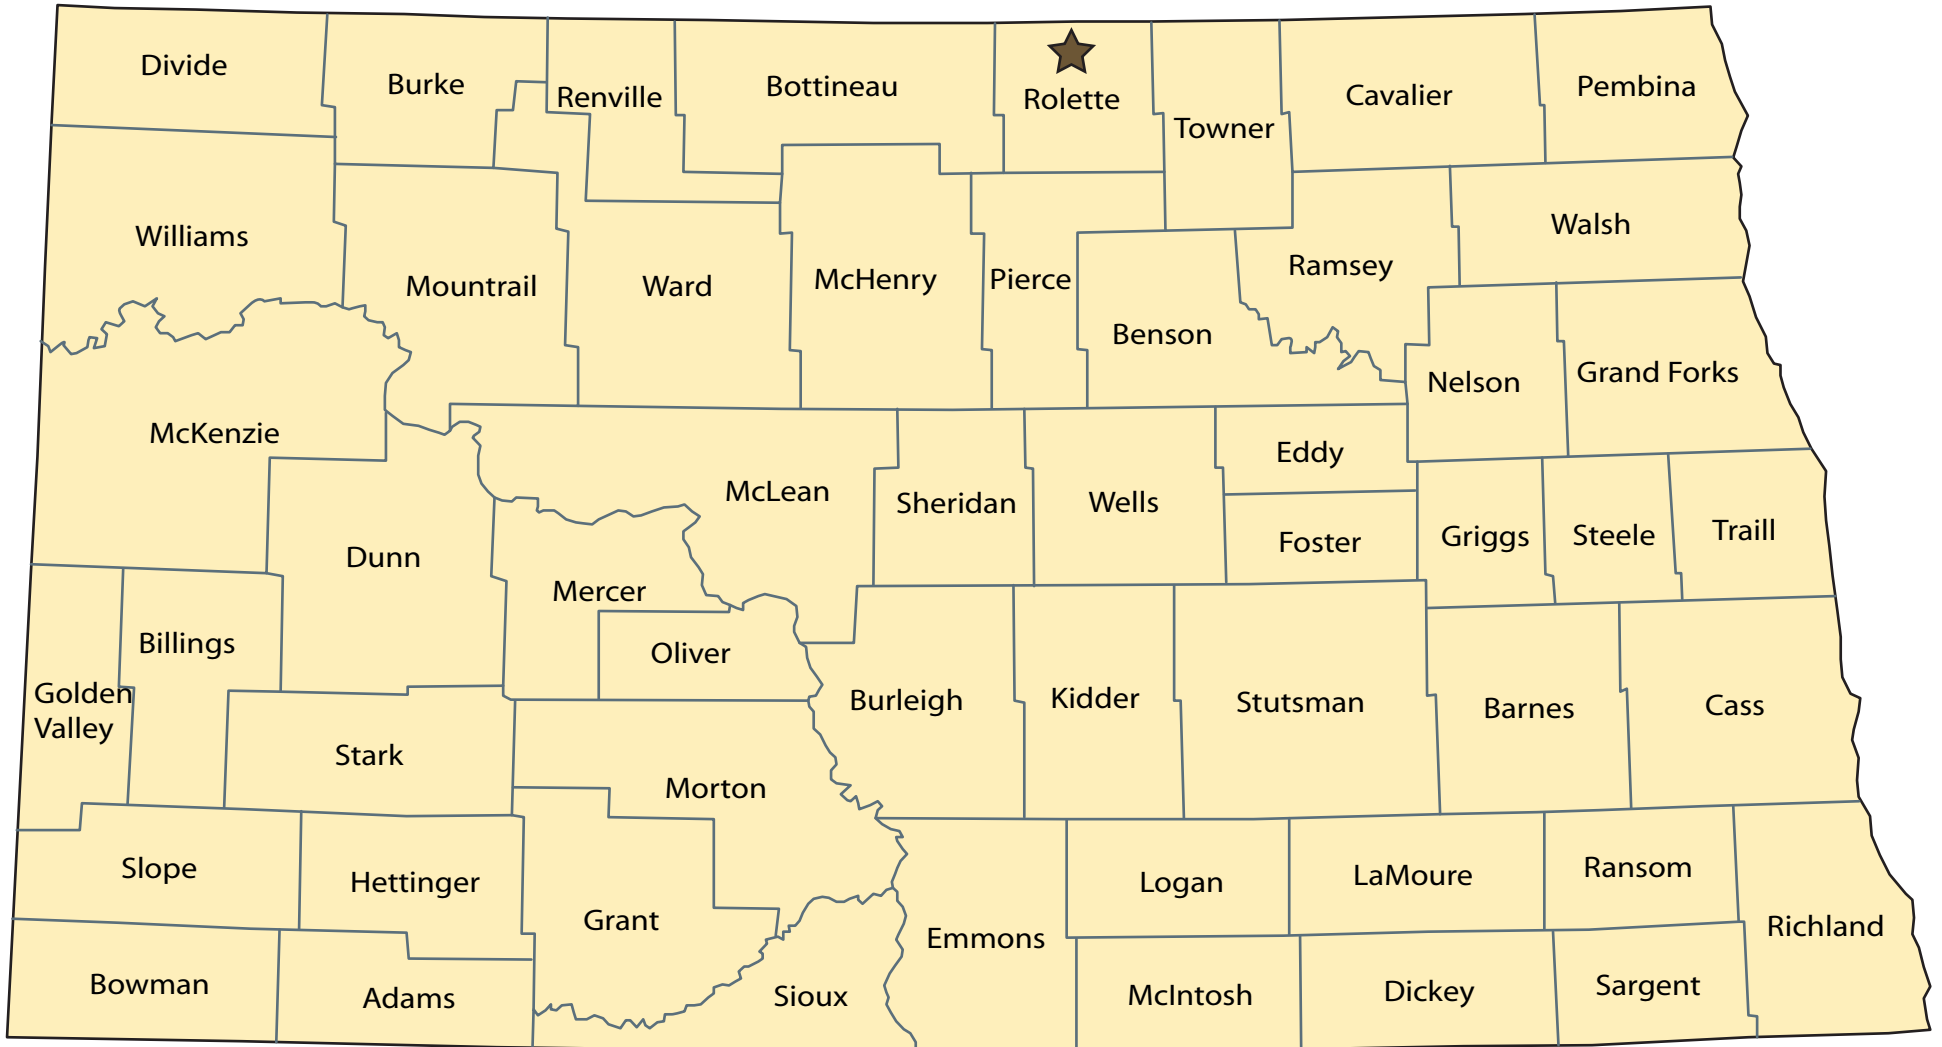 Divide
Burke
Renville
Bottineau
Rolette
Towner
Cavalier
Pembina
Williams
Mountrail
Ward
McHenry
Pierce
Benson
Ramsey
Walsh
McKenzie
Nelson
Grand Forks
McLean
Sheridan
Wells
Eddy
Foster
Griggs
Steele
Traill
Dunn
Mercer
Oliver
Billings
Golden
Valley
Stark
Morton
Burleigh
Kidder
Stutsman
Barnes
Cass
Slope
Hettinger
Grant
Emmons
Logan
LaMoure
Ransom
Richland
Bowman
Adams
Sioux
McIntosh
Dickey
Sargent